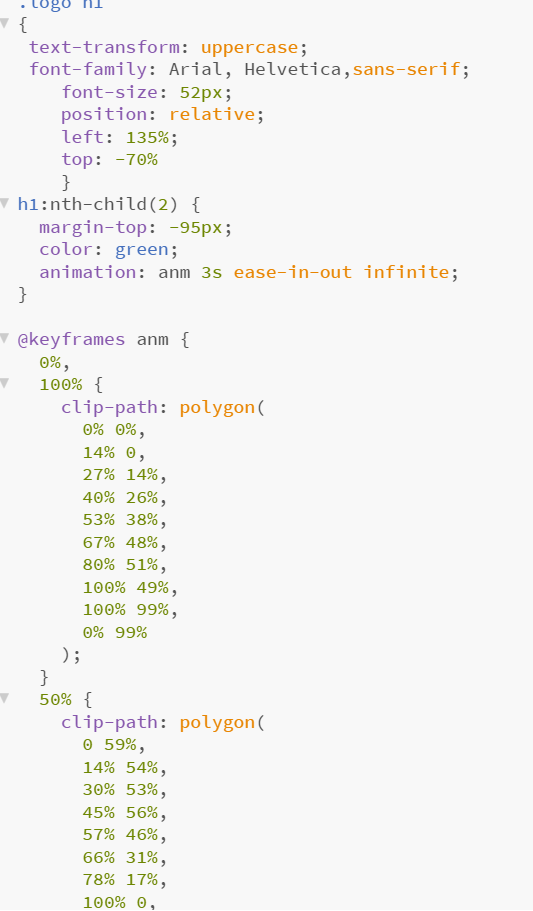 .logo h1
{
text-transform: uppercase;
font-family: Arial, Helvetica,sans-serif;
font-size: 52px;
position: relative;
left: 135%;
top: -70%
}
h1:nth-child(2) {
margin-top: -95px;
color: green;
animation: anm 3s ease-in-out infinite;
}
@keyframes anm {
0%,
100% {
clip-path: polygon(
0% 0%,
14% 0,
27% 14%,
40% 26%,
53% 38%,
67% 48%,
80% 51%,
100% 49%,
100% 99%,
0% 99%
);
}
50% {
clip-path: polygon(
0 59%,
14% 54%,
30% 53%,
45% 56%,
57% 46%,
66% 31%,
78% 17%,
100% 0,